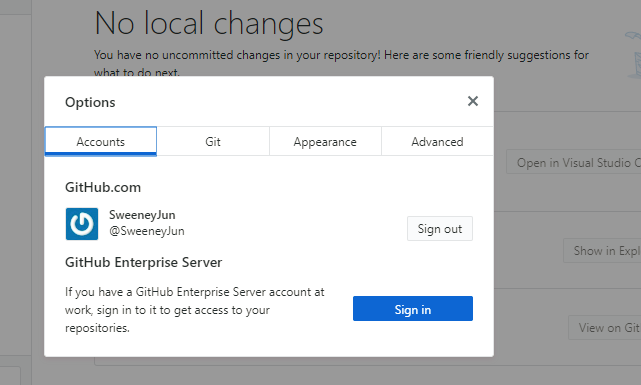 No local changes
You have no uncommitted changes in your repository! Here are some friendly suggestions for
what to do next.
Options
Accounts
Git
Appearance
Advanced
GitHub.com
SweeneyJun
@SweeneyJun
Sign out
GitHub Enterprise Server
If you have a GitHub Enterprise Server account at
work, sign in to it to get access to your
repositories.
Sign in
Open in Visual Studio C
Show in Expl
View on Git